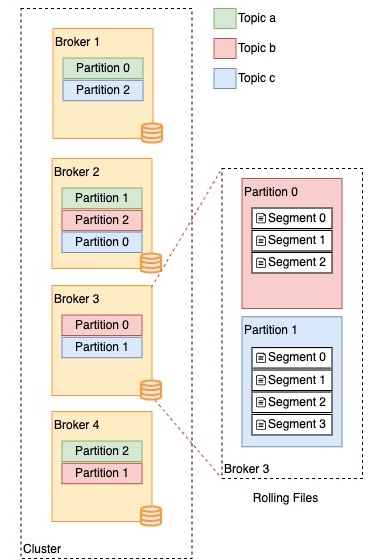 Broker 1
Partition 0
Partition 2
Broker 2
Partition 1
Partition 2
Partition 0
Broker 3
Partition 0
Partition 1
Broker 4
Partition 2
Partition 1
Cluster
Topic a
Topic b
Topic c
Partition 0
Segment 0
Segment 1
Segment 2
Partition 1
Segment 0
Segment 1
Segment 2
Segment 3
Broker 3
Rolling Files